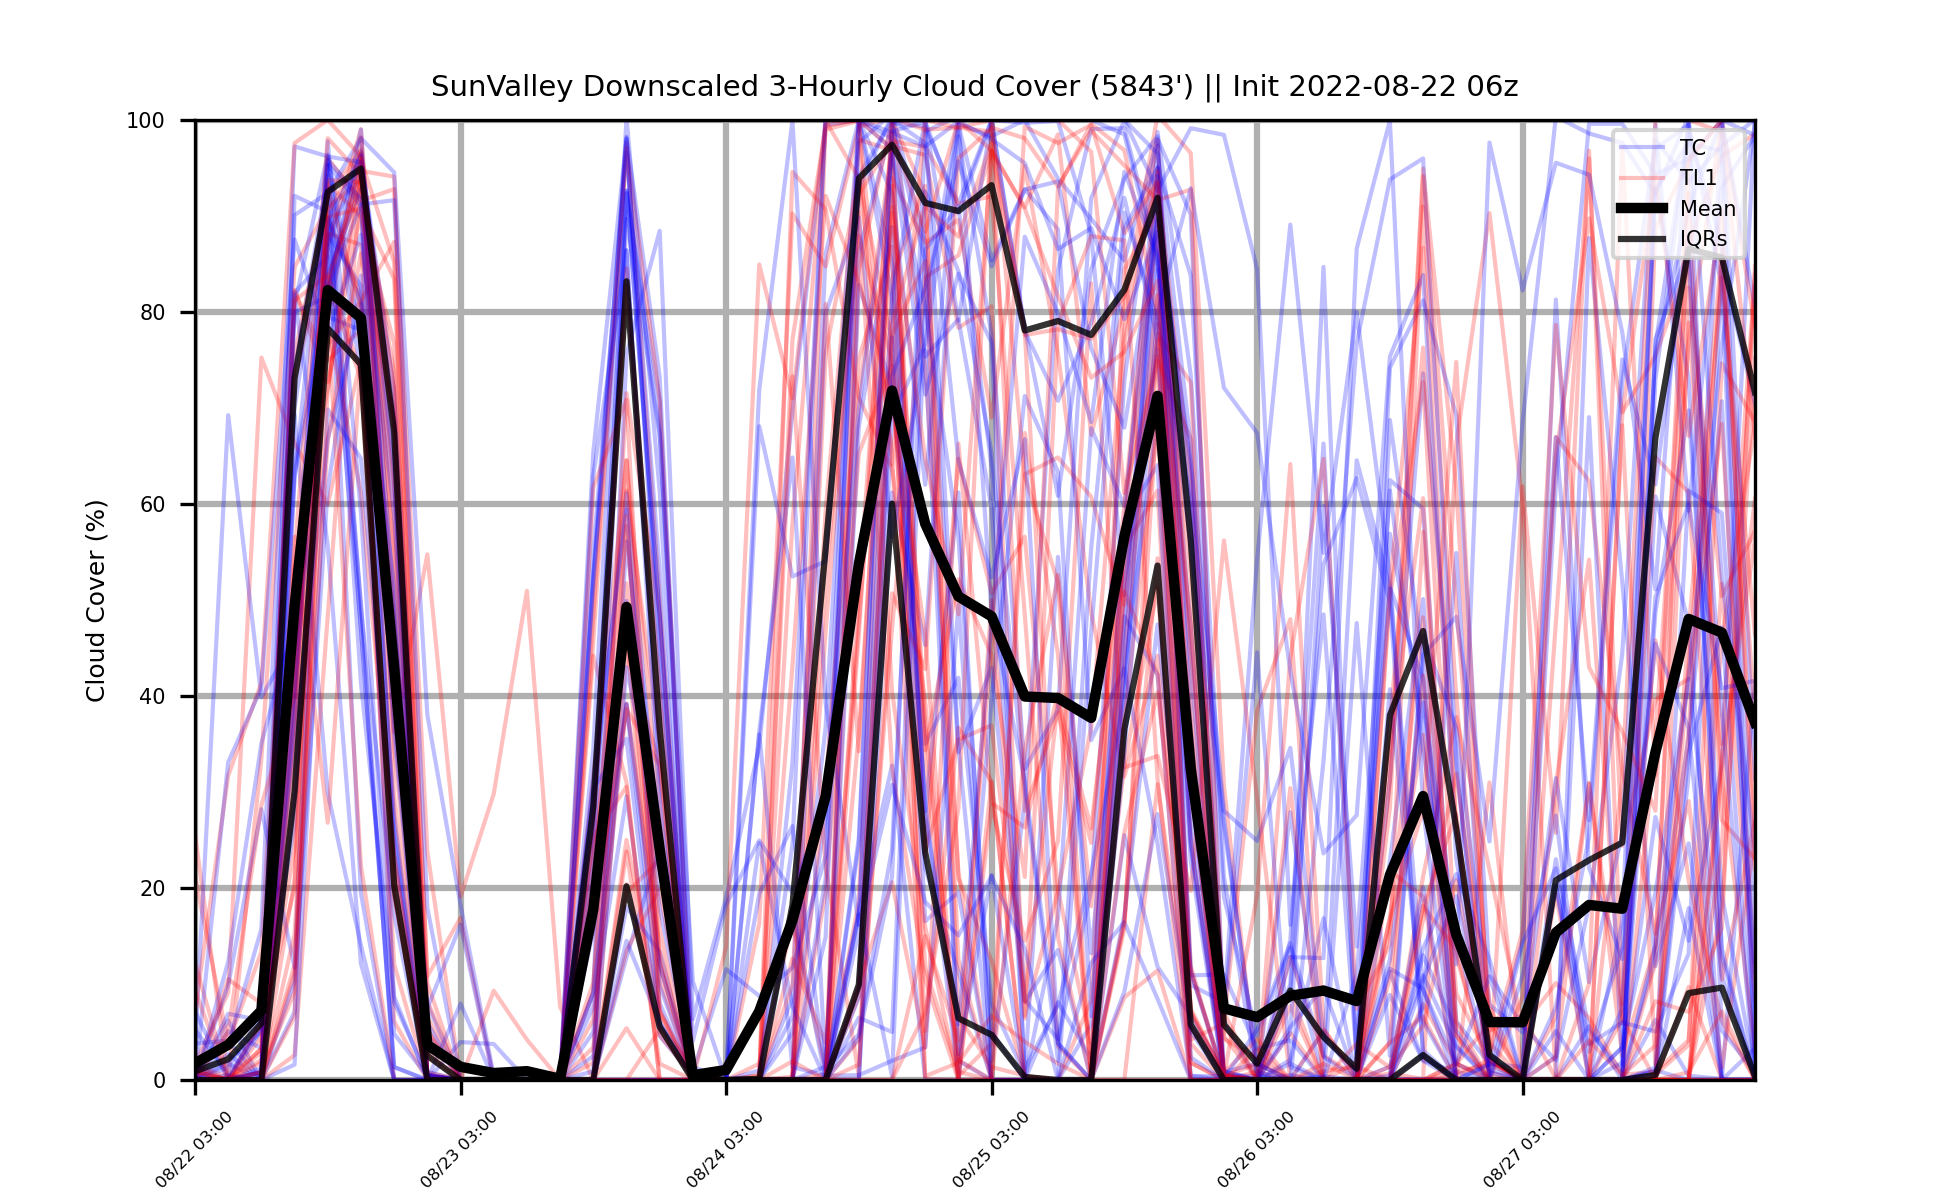 SunValley Downscaled 3-Hourly Cloud Cover (5843') || Init 2022-08-22 06z
Cloud Cover (%)
100
80
60
40
20
0
TC
TL1
Mean
IQRs
08/22 03:00
08/23 03:00
08/24 03:00
08/25 03:00
08/26 03:00
08/27 03:00